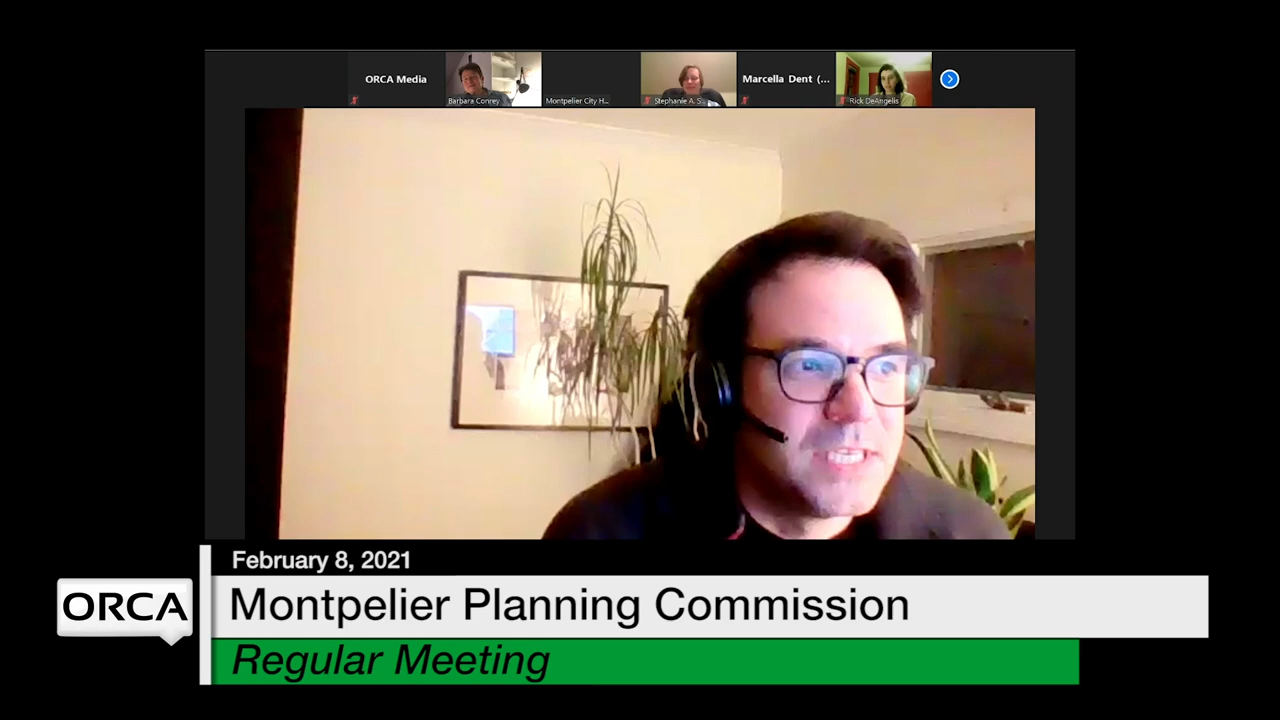 ORCA Media
Barbara Conrey
Montpelier City H...
Stephanie A. S...
Marcella Dent (...
Rick DeAngelis
February 8, 2021
ORCA
Montpelier Planning Commission
Regular Meeting